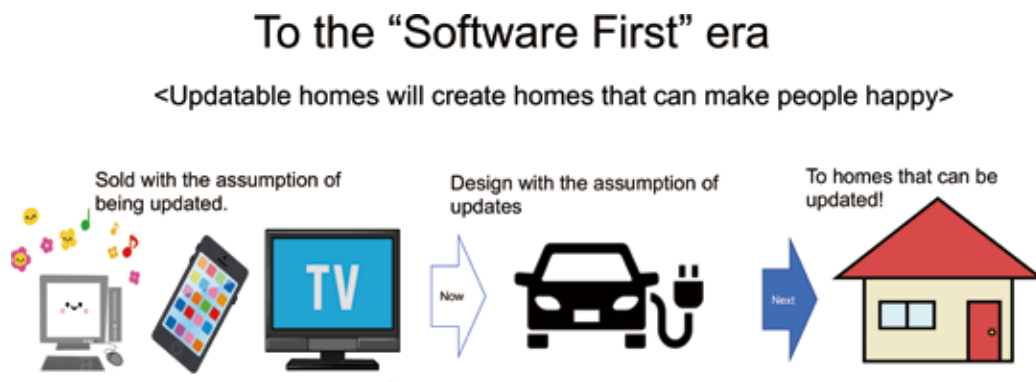 To the “Software First” era
<Updatable homes will create homes that can make people happy>
Sold with the assumption of
being updated.
Design with the assumption of
updates
To homes that can be
updated!
TV
Now
Next